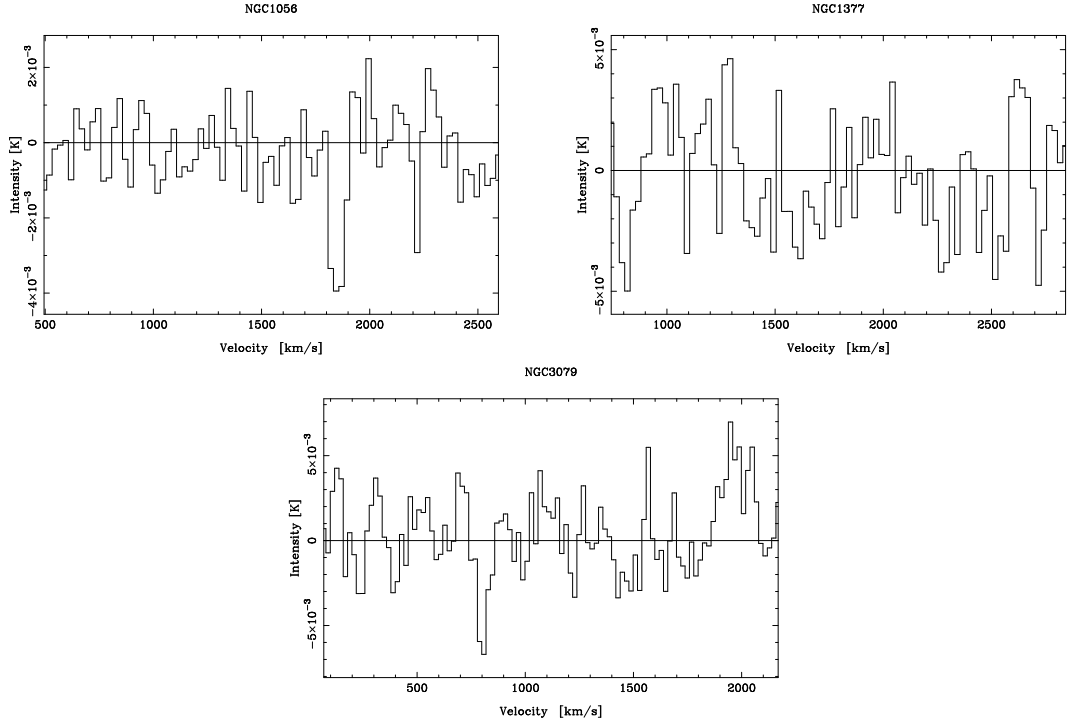 NGC1056
Intensity [K]
2×10⁻³
0
−2×10⁻³
−4×10⁻³
500 1000 1500 2000 2500
Velocity [km/s]
NGC1377
Intensity [K]
5×10⁻³
0
−5×10⁻³
1000 1500 2000 2500
Velocity [km/s]
NGC3079
Intensity [K]
5×10⁻³
0
−5×10⁻³
500 1000 1500 2000
Velocity [km/s]